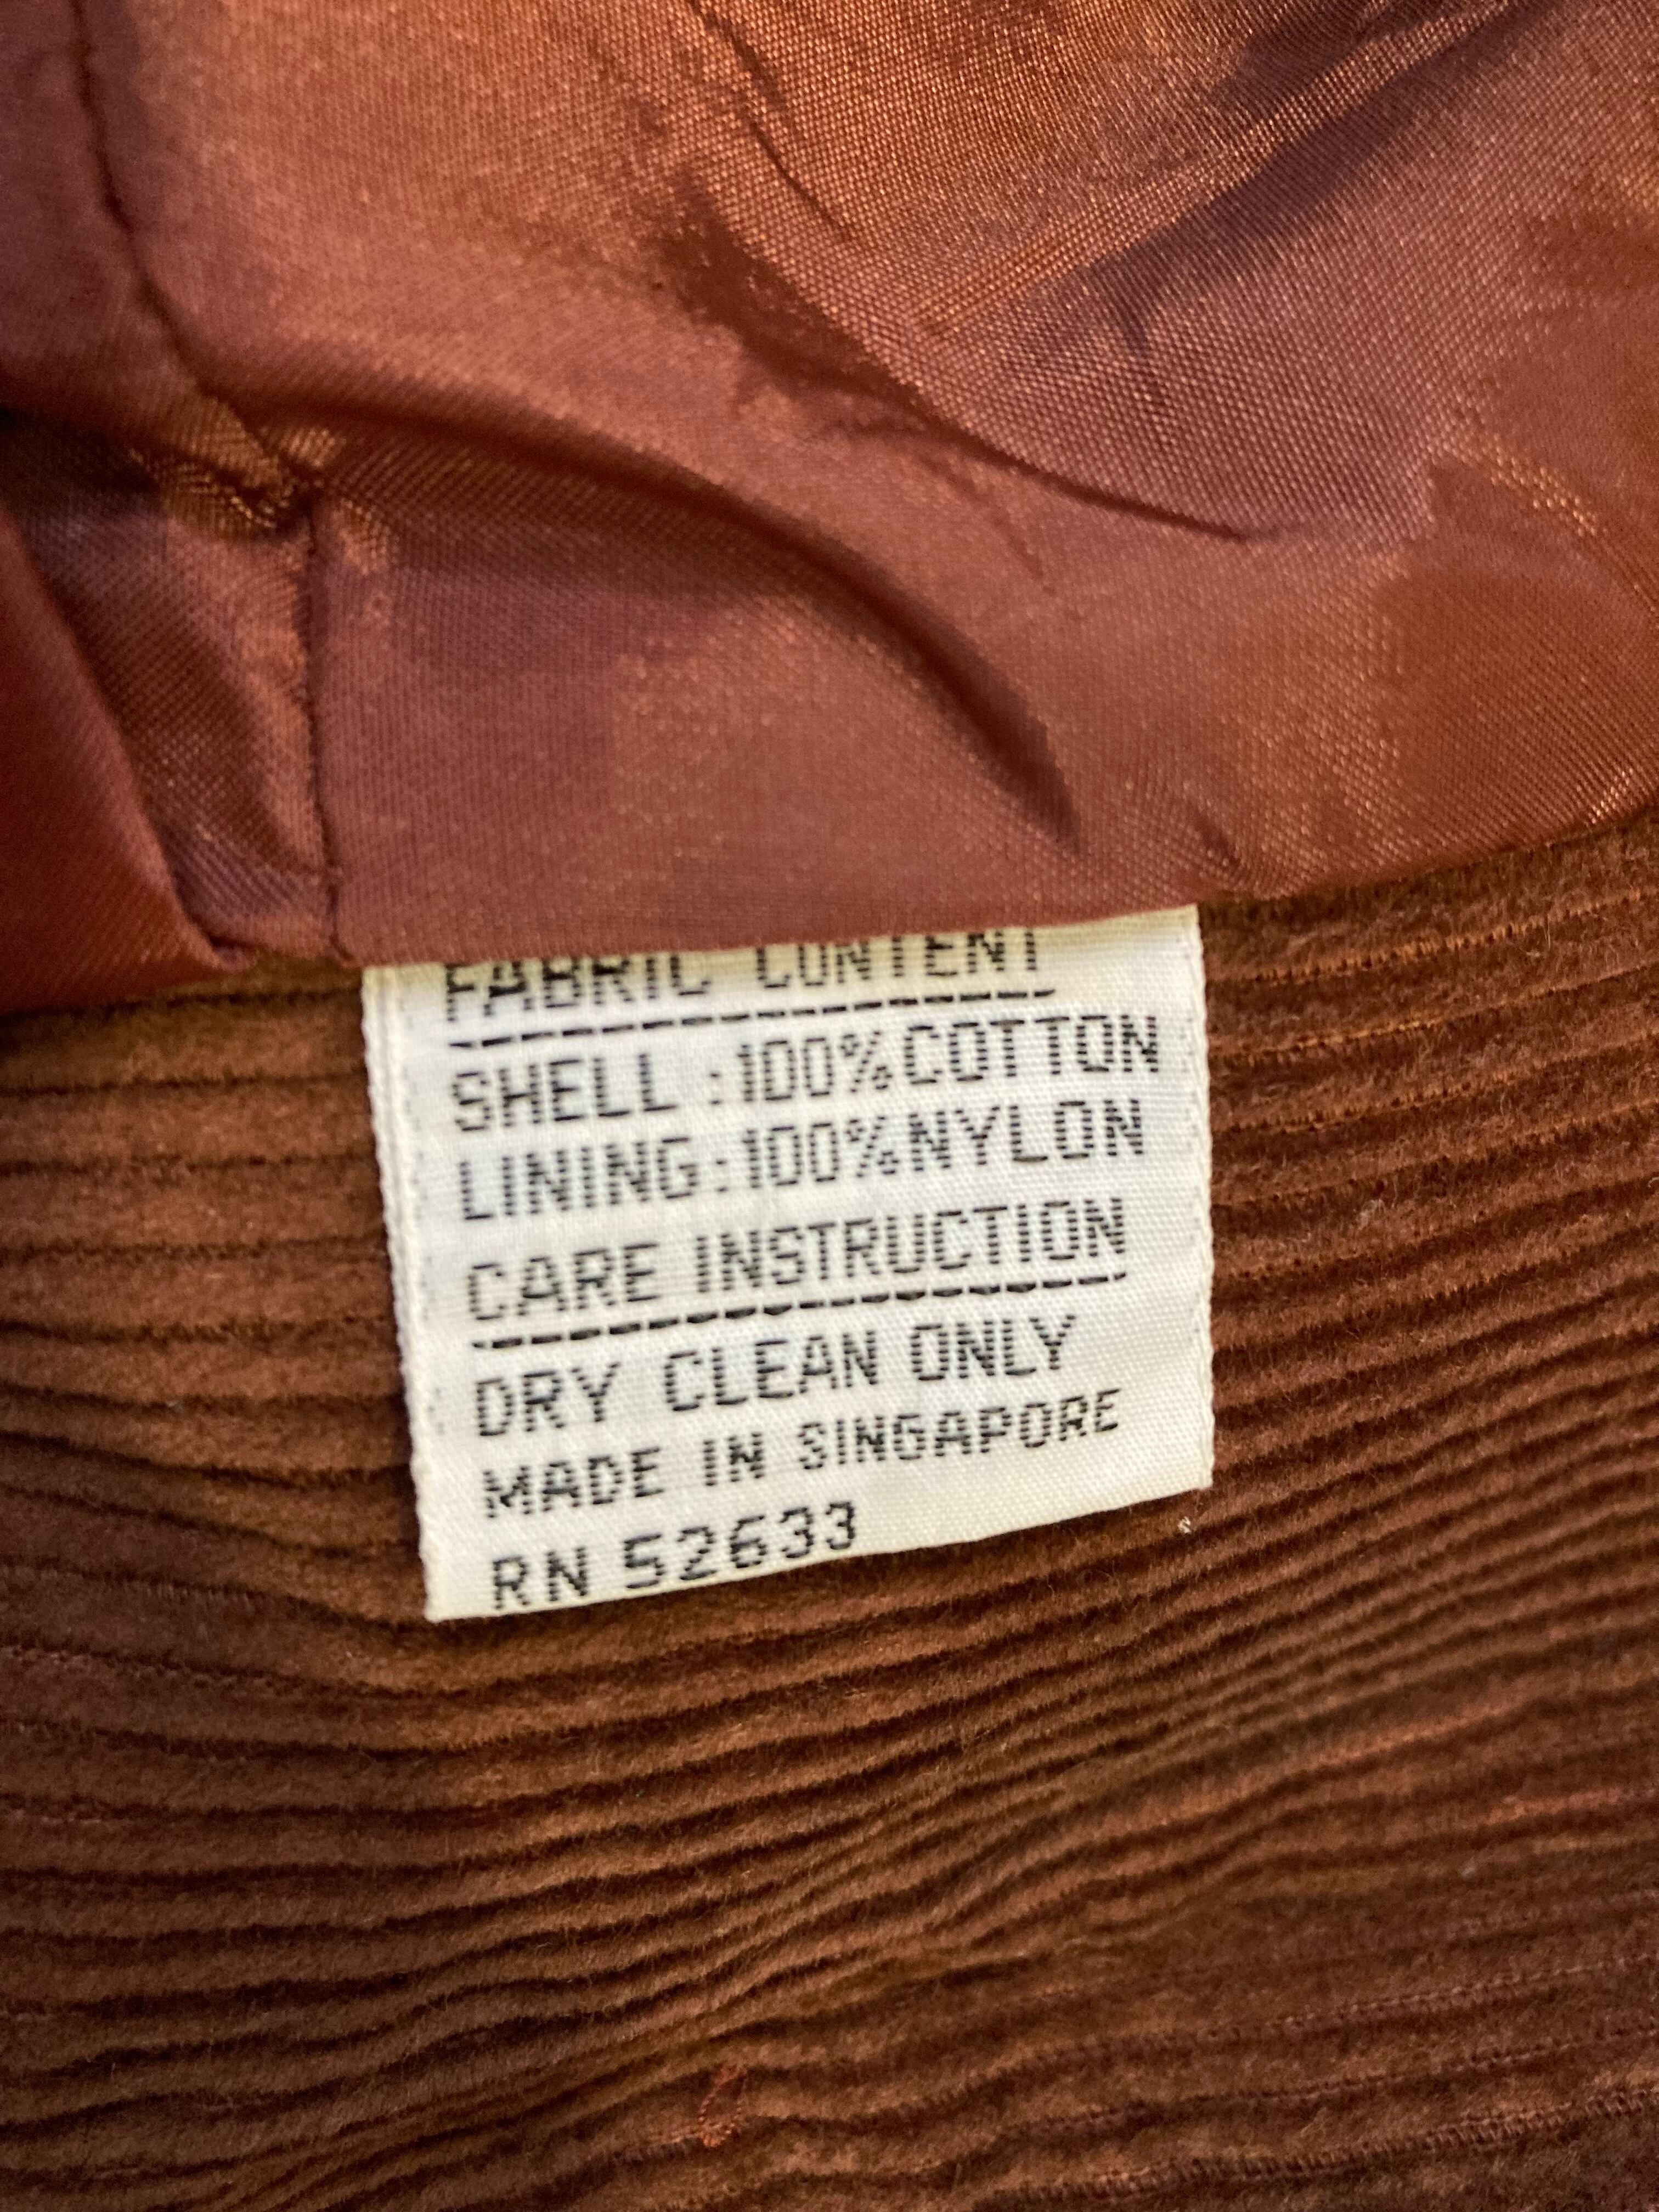 FABRIC CONTENT
SHELL :100%COTTON
LINING:100%NYLON
CARE INSTRUCTION
DRY CLEAN ONLY
MADE IN SINGAPORE
RN 52633